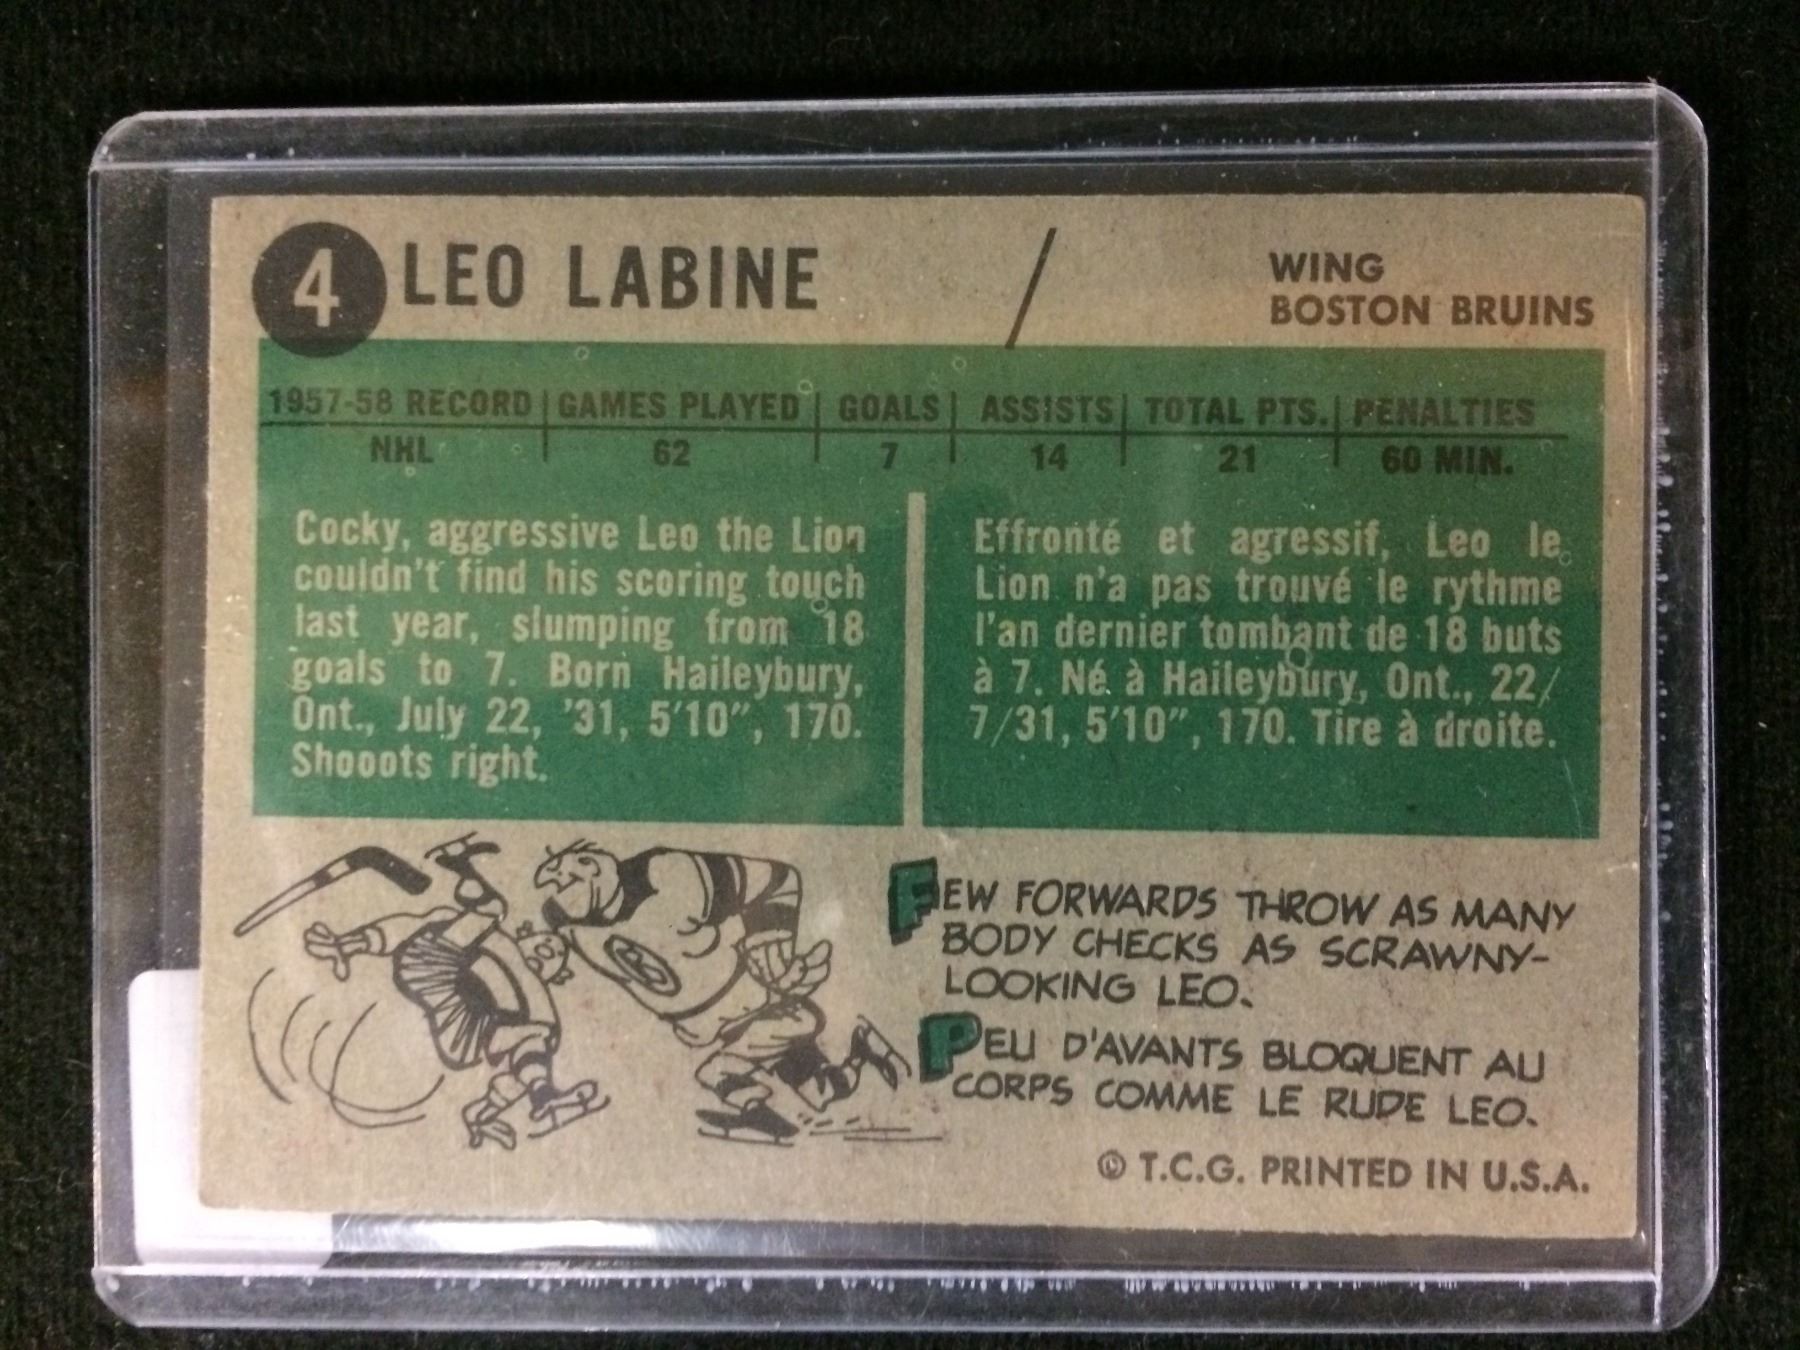 4 LEO LABINE / WING
BOSTON BRUINS
1957-58 RECORD GAMES PLAYED GOALS ASSISTS TOTAL PTS. PENALTIES
NHL 62 7 14 21 60 MIN.
Cocky, aggressive Leo the Lion
couldn't find his scoring touch
last year, slumping from 18
goals to 7. Born Haileybury,
Ont., July 22, '31, 5'10", 170.
Shooots right.
Effronté et agressif, Leo le
Lion n'a pas trouvé le rythme
l'an dernier tombant de 18 buts
à 7. Né à Haileybury, Ont., 22/
7/31, 5'10", 170. Tire à droite.
FEW FORWARDS THROW AS MANY
BODY CHECKS AS SCRAWNY-
LOOKING LEO.
PEU D'AVANTS BLOQUENT AU
CORPS COMME LE RUDE LEO.
© T.C.G. PRINTED IN U.S.A.